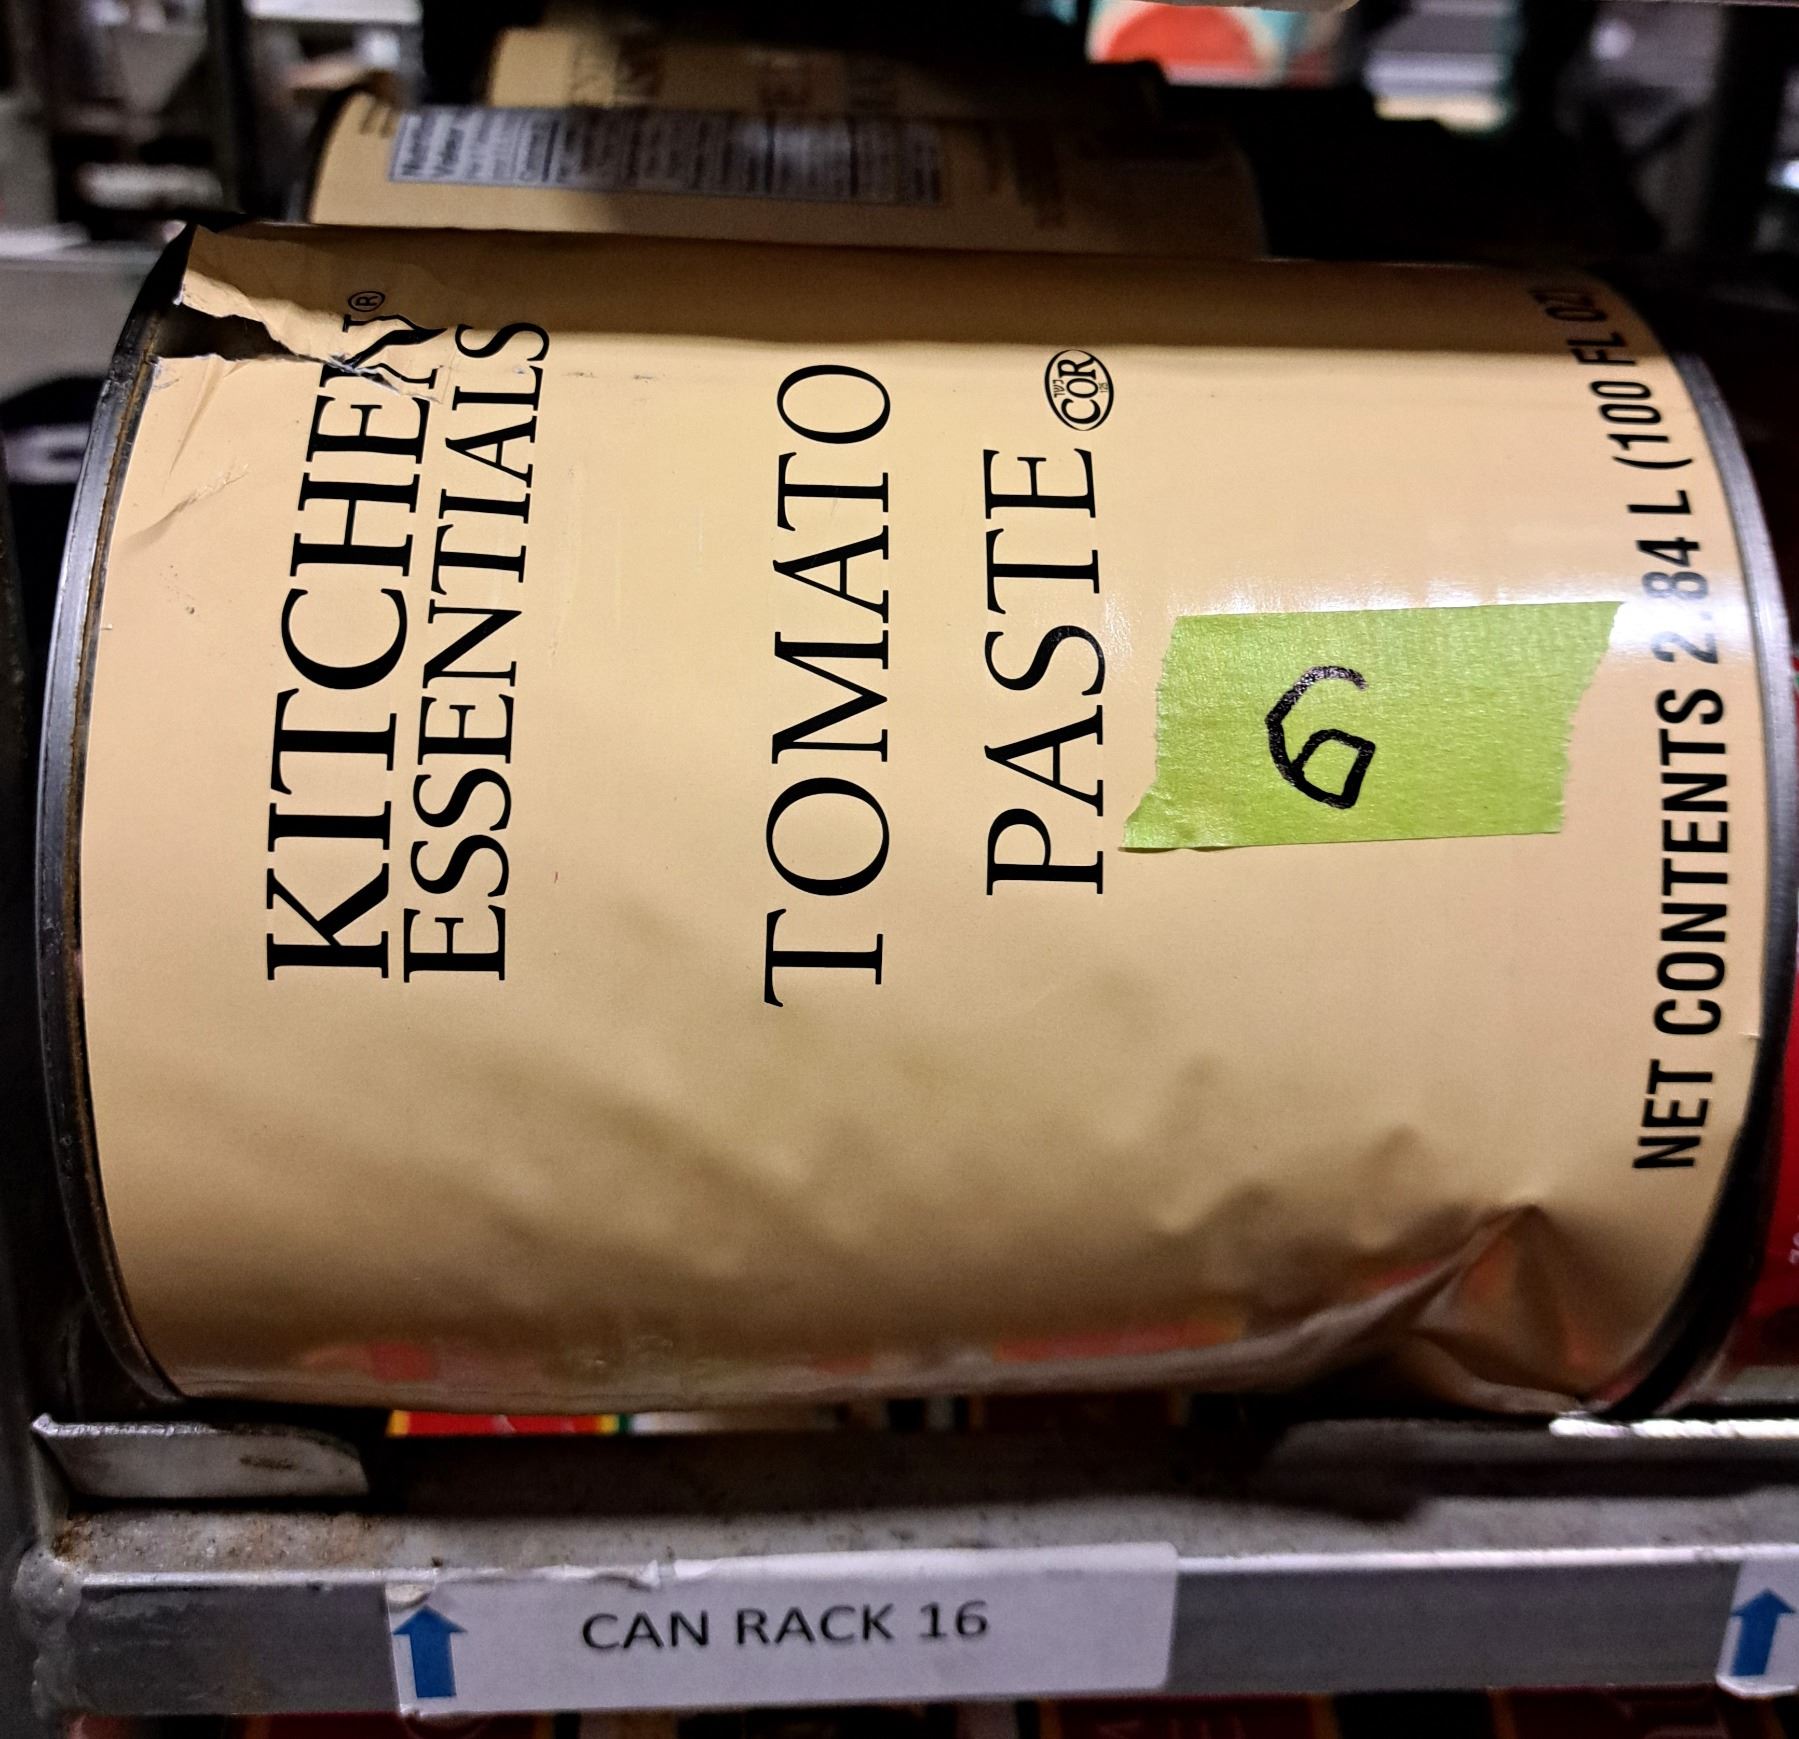 KITCHEN®
ESSENTIALS
TOMATO
PASTE COR
6
NET CONTENTS 2.84 L (100 FL OZ)
CAN RACK 16